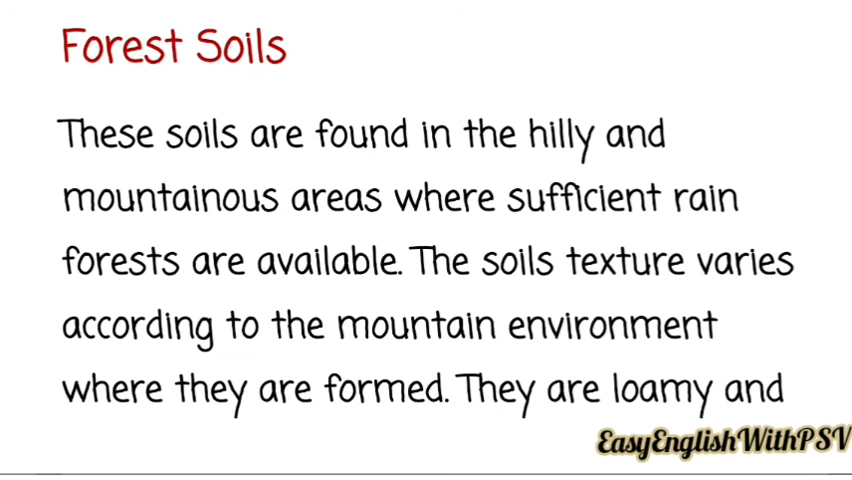 Forest Soils
These soils are found in the hilly and
mountainous areas where sufficient rain
forests are available. The soils texture varies
according to the mountain environment
where they are formed. They are loamy and
EasyEnglishWithPSV